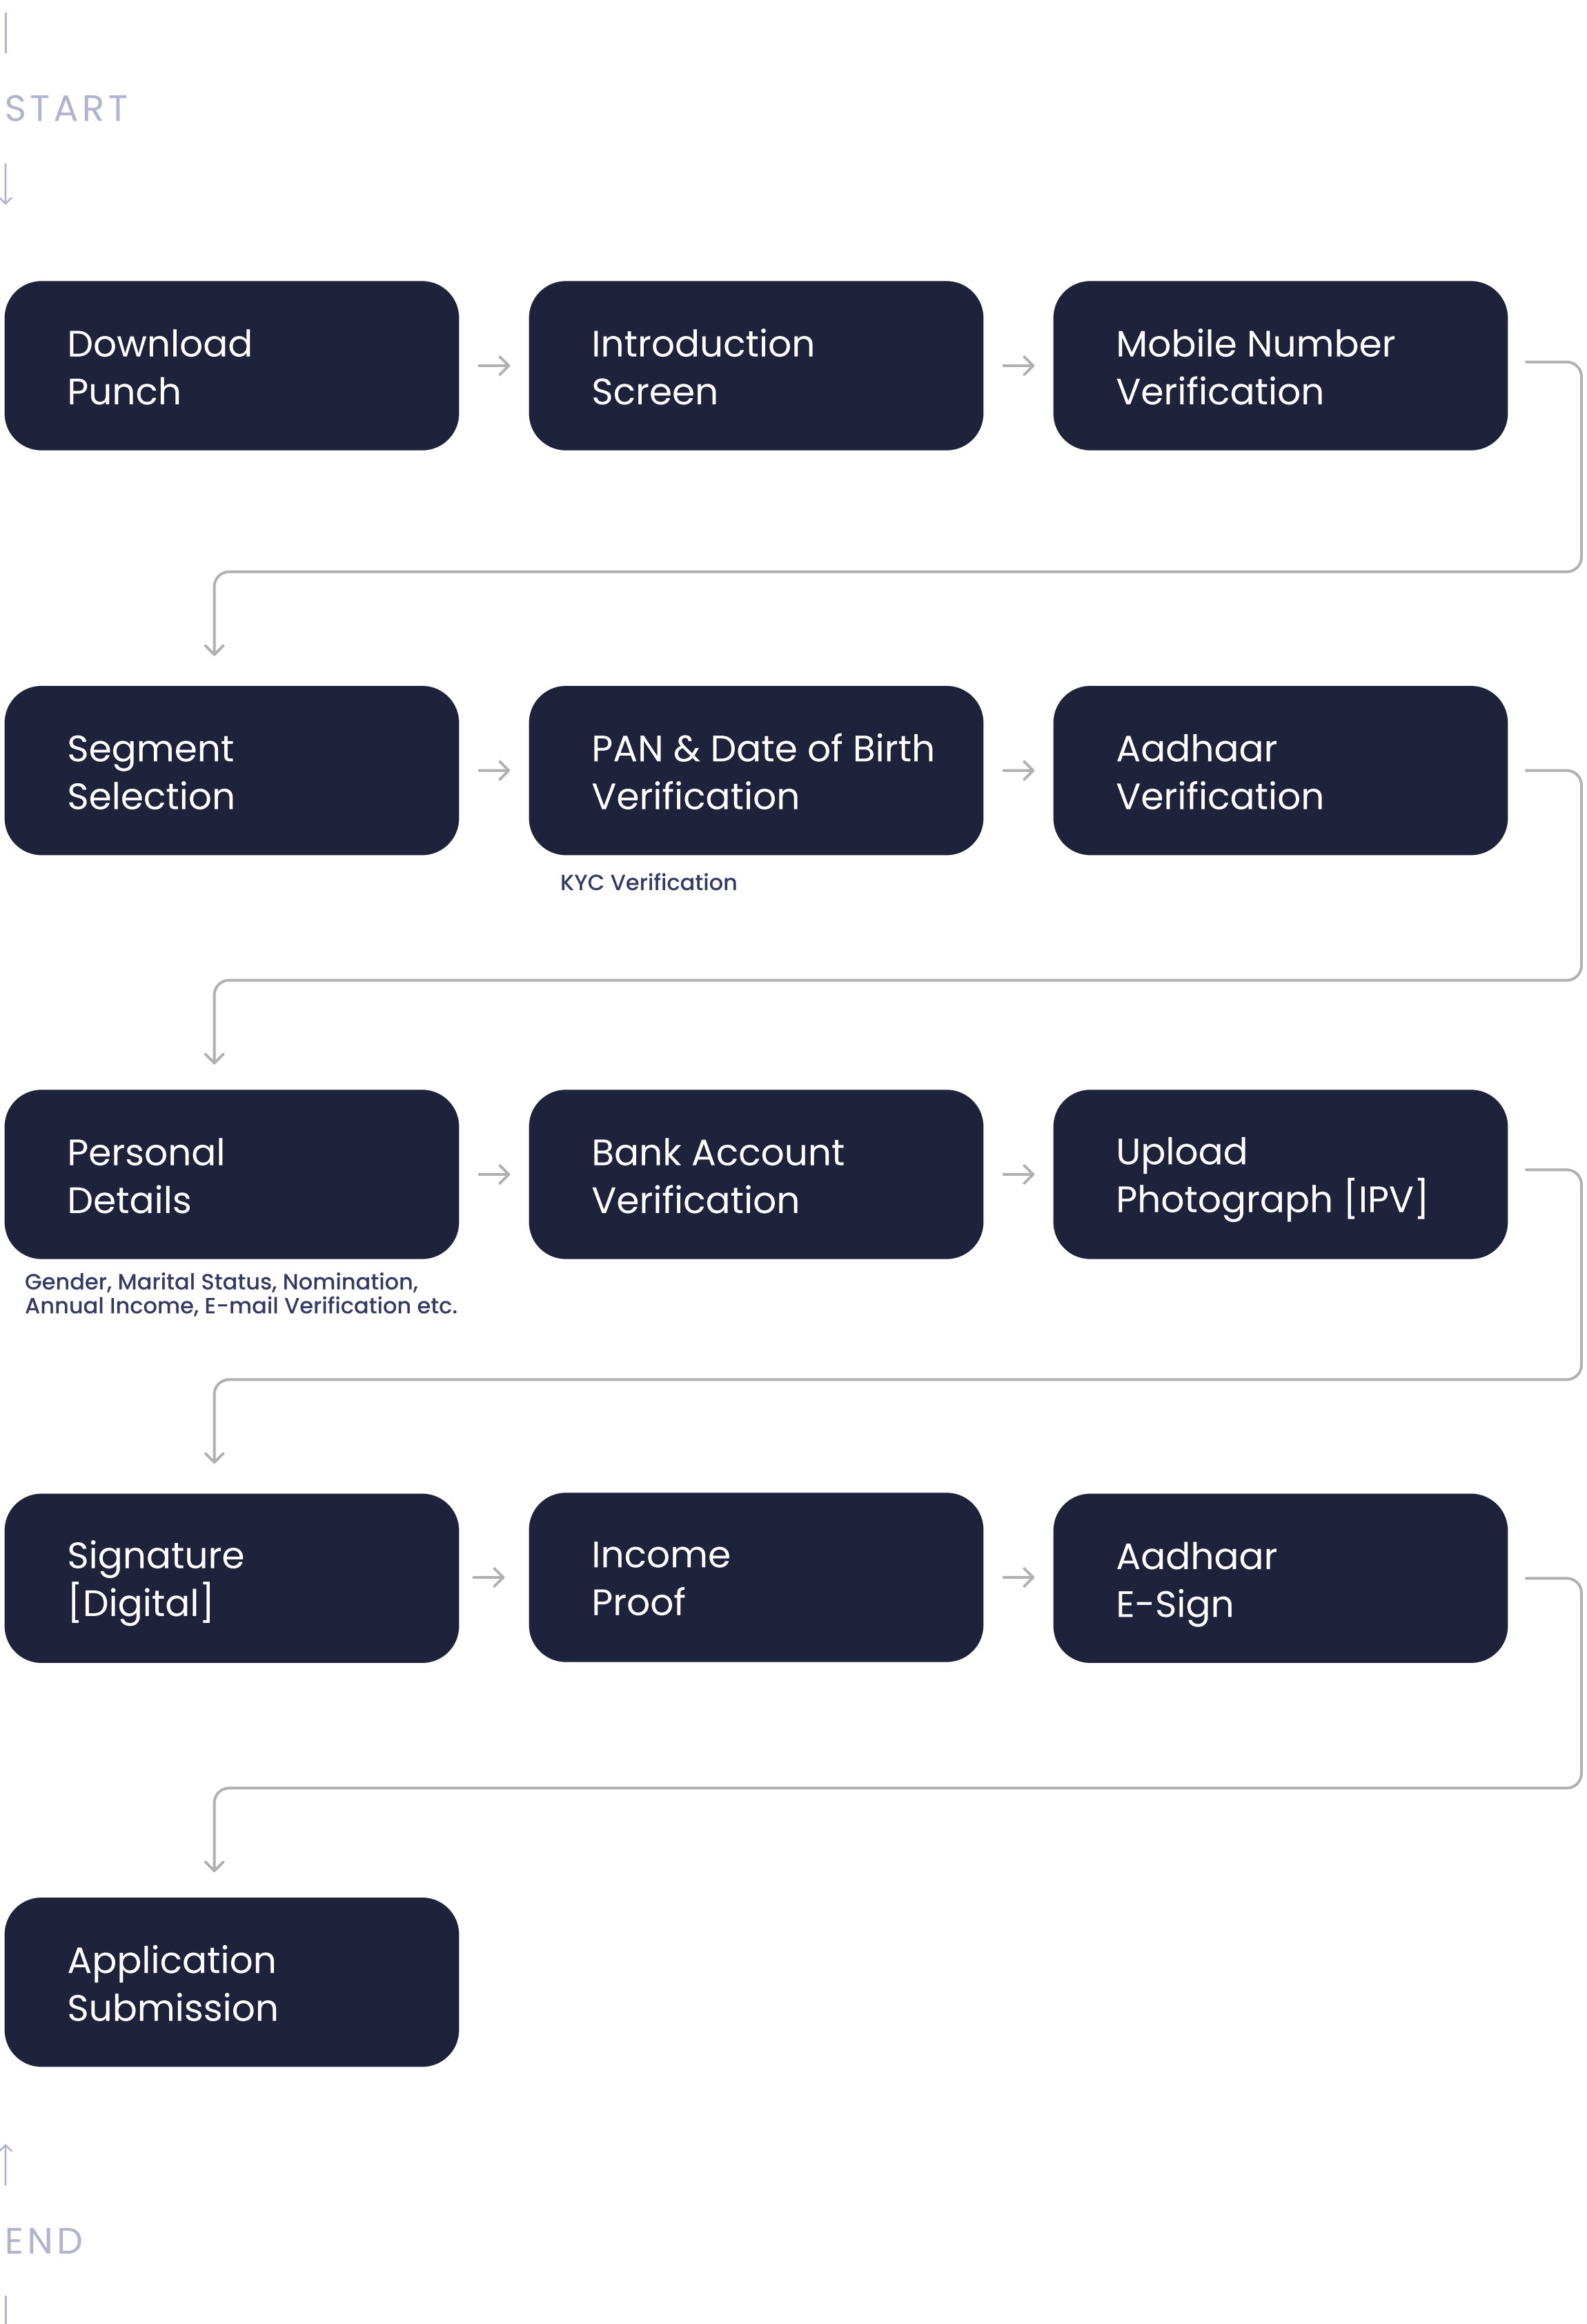 START
Download
Punch
Introduction
Screen
Mobile Number
Verification
Segment
Selection
PAN & Date of Birth
Verification
KYC Verification
Aadhaar
Verification
Personal
Details
Gender, Marital Status, Nomination,
Annual Income, E-mail Verification etc.
Bank Account
Verification
Upload
Photograph [IPV]
Signature
[Digital]
Income
Proof
Aadhaar
E-Sign
Application
Submission
END